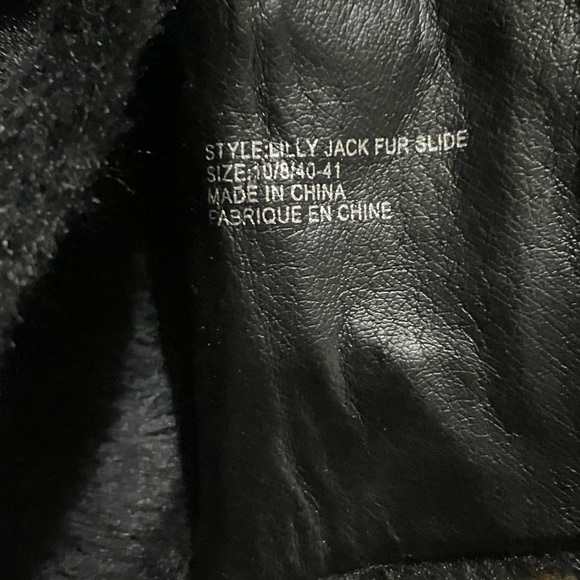 STYLE:LILLY JACK FUR SLIDE
SIZE:10/8/40-41
MADE IN CHINA
FABRIQUE EN CHINE